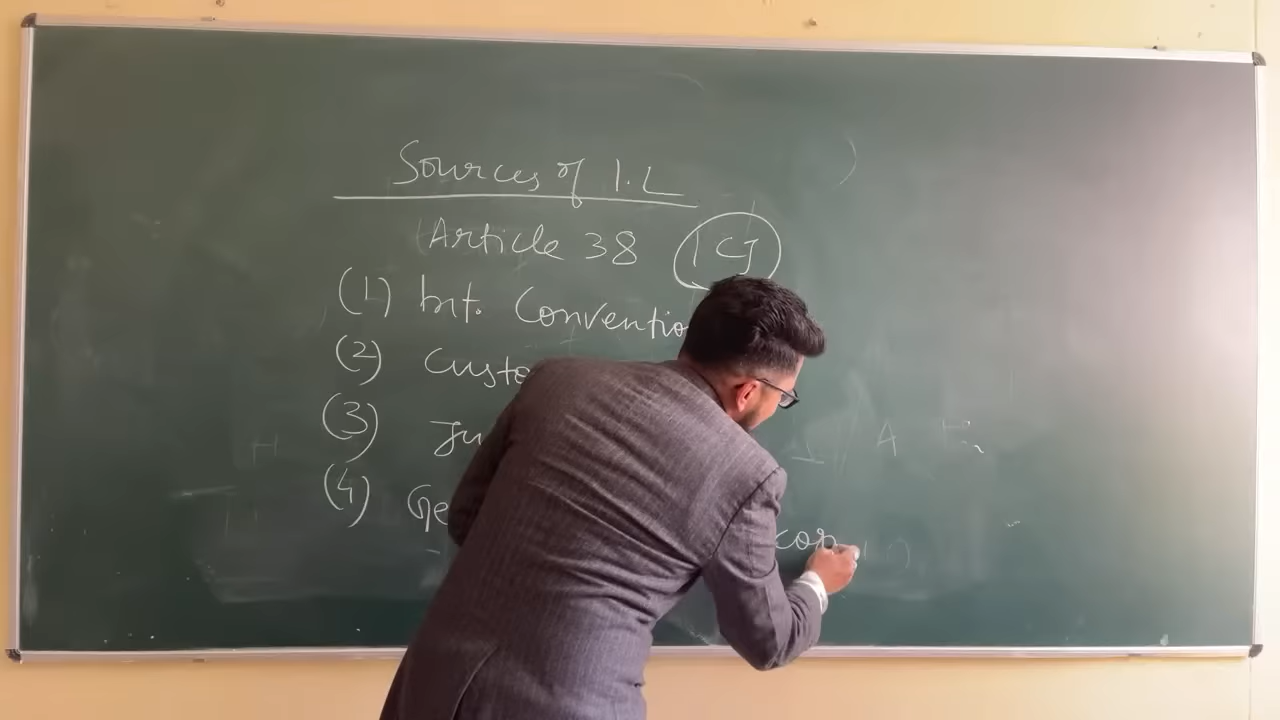 Sources of I.L
Article 38 ICJ
(1) Int. Conventio
(2) Custo
(3) Ju
(4) Ge